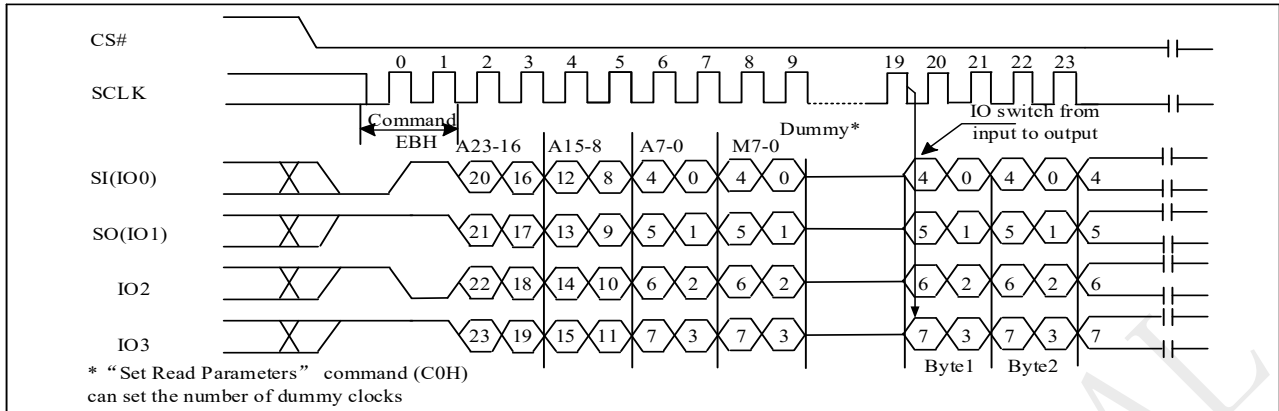 CS#
0 1 2 3 4 5 6 7 8 9 19 20 21 22 23
SCLK
Command
EBH
Dummy*
IO switch from
input to output
A23-16 A15-8 A7-0 M7-0
SI(IO0) 20 16 12 8 4 0 4 0 4 0 4 0 4
SO(IO1) 21 17 13 9 5 1 5 1 5 1 5 1 5
IO2 22 18 14 10 6 2 6 2 6 2 6 2 6
IO3 23 19 15 11 7 3 7 3 7 3 7 3 7
Byte1 Byte2
* “Set Read Parameters” command (C0H)
can set the number of dummy clocks